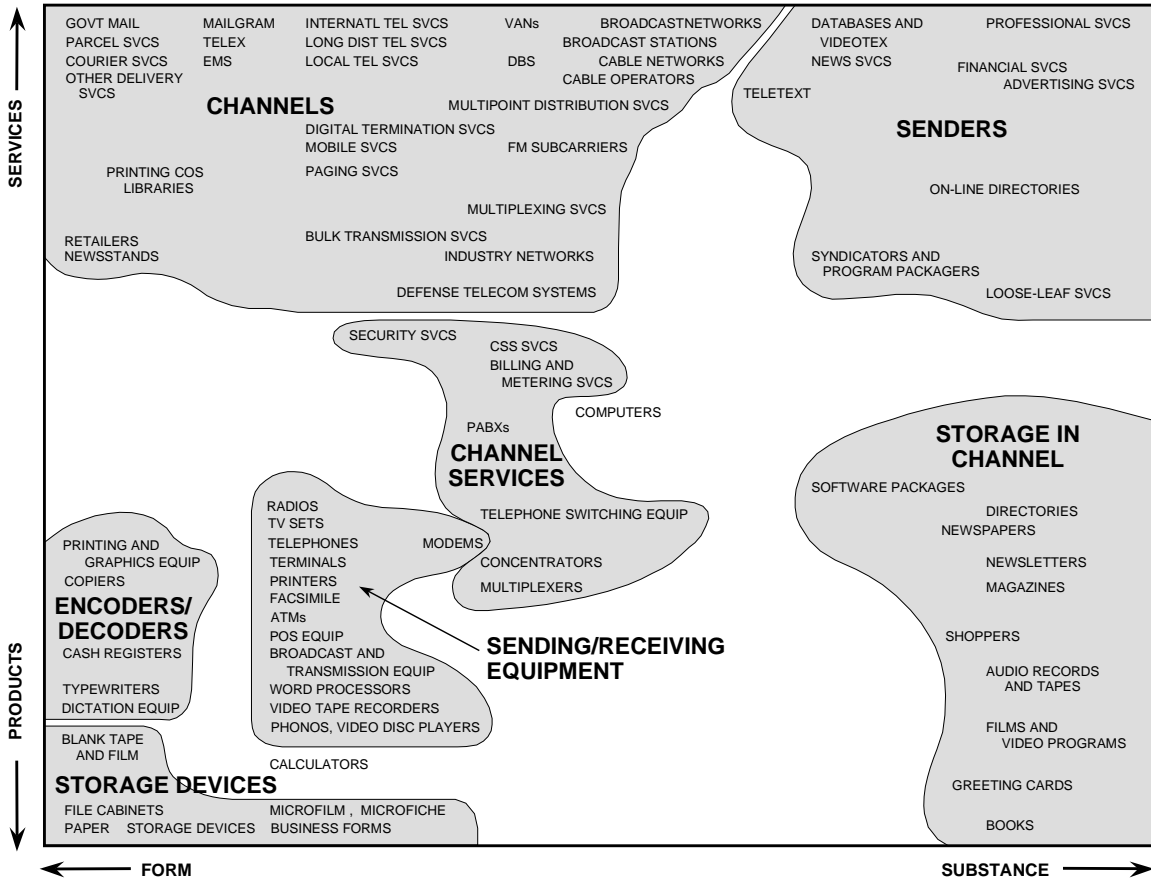 GOVT MAIL
PARCEL SVCS
COURIER SVCS
OTHER DELIVERY
SVCS
MAILGRAM
TELEX
EMS
INTERNATL TEL SVCS
LONG DIST TEL SVCS
LOCAL TEL SVCS
VANs
DBS
BROADCASTNETWORKS
BROADCAST STATIONS
CABLE NETWORKS
CABLE OPERATORS
CHANNELS
MULTIPOINT DISTRIBUTION SVCS
DIGITAL TERMINATION SVCS
MOBILE SVCS
FM SUBCARRIERS
PAGING SVCS
PRINTING COS
LIBRARIES
MULTIPLEXING SVCS
RETAILERS
NEWSSTANDS
BULK TRANSMISSION SVCS
INDUSTRY NETWORKS
DEFENSE TELECOM SYSTEMS
DATABASES AND
VIDEOTEX
NEWS SVCS
PROFESSIONAL SVCS
FINANCIAL SVCS
ADVERTISING SVCS
TELETEXT
SENDERS
ON-LINE DIRECTORIES
SYNDICATORS AND
PROGRAM PACKAGERS
LOOSE-LEAF SVCS
SECURITY SVCS
CSS SVCS
BILLING AND
METERING SVCS
COMPUTERS
PABXs
CHANNEL
SERVICES
TELEPHONE SWITCHING EQUIP
CONCENTRATORS
MULTIPLEXERS
STORAGE IN
CHANNEL
SOFTWARE PACKAGES
DIRECTORIES
NEWSPAPERS
NEWSLETTERS
MAGAZINES
SHOPPERS
AUDIO RECORDS
AND TAPES
FILMS AND
VIDEO PROGRAMS
GREETING CARDS
BOOKS
RADIOS
TV SETS
TELEPHONES
MODEMS
TERMINALS
PRINTERS
FACSIMILE
ATMs
POS EQUIP
BROADCAST AND
TRANSMISSION EQUIP
WORD PROCESSORS
VIDEO TAPE RECORDERS
PHONOS, VIDEO DISC PLAYERS
SENDING/RECEIVING
EQUIPMENT
CALCULATORS
PRINTING AND
GRAPHICS EQUIP
COPIERS
ENCODERS/
DECODERS
CASH REGISTERS
TYPEWRITERS
DICTATION EQUIP
BLANK TAPE
AND FILM
STORAGE DEVICES
FILE CABINETS
PAPER STORAGE DEVICES
MICROFILM , MICROFICHE
BUSINESS FORMS
SERVICES
PRODUCTS
FORM
SUBSTANCE